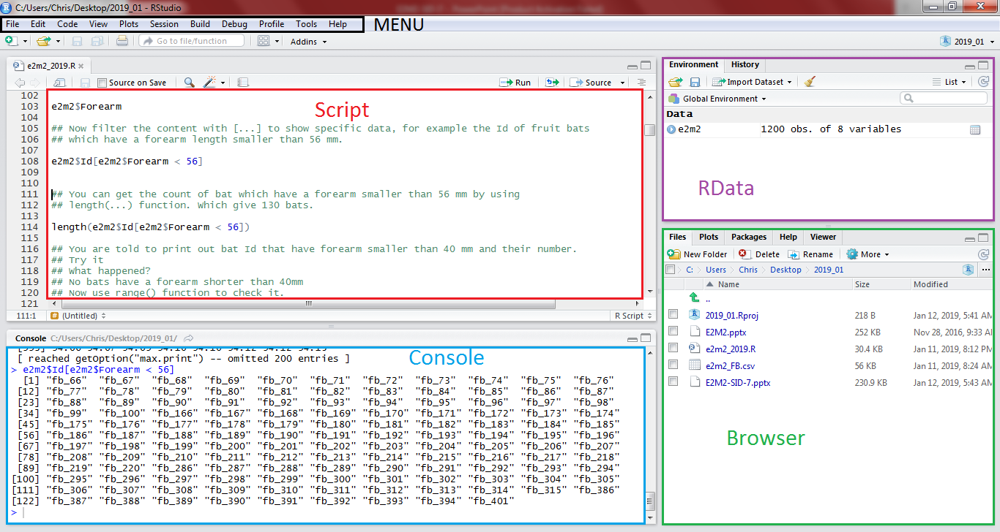 C:/Users/Chris/Desktop/2019_01 - RStudio
File Edit Code View Plots Session Build Debug Profile Tools Help
MENU
Go to file/function
Addins
2019_01
e2m2_2019.R
Source on Save
Run
Source
Script
102
103 e2m2$Forearm
104
105 ## Now filter the content with [...] to show specific data, for example the Id of fruit bats
106 ## which have a forearm length smaller than 56 mm.
107
108 e2m2$Id[e2m2$Forearm < 56]
109
110
111 ## You can get the count of bat which have a forearm smaller than 56 mm by using
112 ## length(...) function. Which give 130 bats.
113
114 length(e2m2$Id[e2m2$Forearm < 56])
115
116 ## You are told to print out bat Id that have forearm smaller than 40 mm and their number.
117 ## Try it
118 ## What happened?
119 ## No bats have a forearm shorter than 40mm
120 ## Now use range() function to check it.
121
111:1 # (Untitled) R Script
Console C:/Users/Chris/Desktop/2019_01/
[ reached getOption("max.print") -- omitted 200 entries ]
Console
> e2m2$Id[e2m2$Forearm < 56]
[1] "fb_66" "fb_67" "fb_68" "fb_69" "fb_70" "fb_71" "fb_72" "fb_73" "fb_74" "fb_75" "fb_76"
[12] "fb_77" "fb_78" "fb_79" "fb_80" "fb_81" "fb_82" "fb_83" "fb_84" "fb_85" "fb_86" "fb_87"
[23] "fb_88" "fb_89" "fb_90" "fb_91" "fb_92" "fb_93" "fb_94" "fb_95" "fb_96" "fb_97" "fb_98"
[34] "fb_99" "fb_100" "fb_166" "fb_167" "fb_168" "fb_169" "fb_170" "fb_171" "fb_172" "fb_173" "fb_174"
[45] "fb_175" "fb_176" "fb_177" "fb_178" "fb_179" "fb_180" "fb_181" "fb_182" "fb_183" "fb_184" "fb_185"
[56] "fb_186" "fb_187" "fb_188" "fb_189" "fb_190" "fb_191" "fb_192" "fb_193" "fb_194" "fb_195" "fb_196"
[67] "fb_197" "fb_198" "fb_199" "fb_200" "fb_201" "fb_202" "fb_203" "fb_204" "fb_205" "fb_206" "fb_207"
[78] "fb_208" "fb_209" "fb_210" "fb_211" "fb_212" "fb_213" "fb_214" "fb_215" "fb_216" "fb_217" "fb_218"
[89] "fb_219" "fb_220" "fb_286" "fb_287" "fb_288" "fb_289" "fb_290" "fb_291" "fb_292" "fb_293" "fb_294"
[100] "fb_295" "fb_296" "fb_297" "fb_298" "fb_299" "fb_300" "fb_301" "fb_302" "fb_303" "fb_304" "fb_305"
[111] "fb_306" "fb_307" "fb_308" "fb_309" "fb_310" "fb_311" "fb_312" "fb_313" "fb_314" "fb_315" "fb_386"
[122] "fb_387" "fb_388" "fb_389" "fb_390" "fb_391" "fb_392" "fb_393" "fb_394" "fb_401"
>
Environment History
Import Dataset List
Global Environment
Data
e2m2 1200 obs. of 8 variables
RData
Files Plots Packages Help Viewer
New Folder Delete Rename More
C: Users Chris Desktop 2019_01 ...
Name Size Modified
..
2019_01.Rproj 218 B Jan 12, 2019, 5:41 AM
E2M2.pptx 252 KB Nov 28, 2016, 9:33 AM
e2m2_2019.R 30.4 KB Jan 11, 2019, 8:12 PM
e2m2_FB.csv 56 KB Jan 11, 2019, 8:24 AM
E2M2-SID-7.pptx 230.9 KB Jan 12, 2019, 5:43 AM
Browser